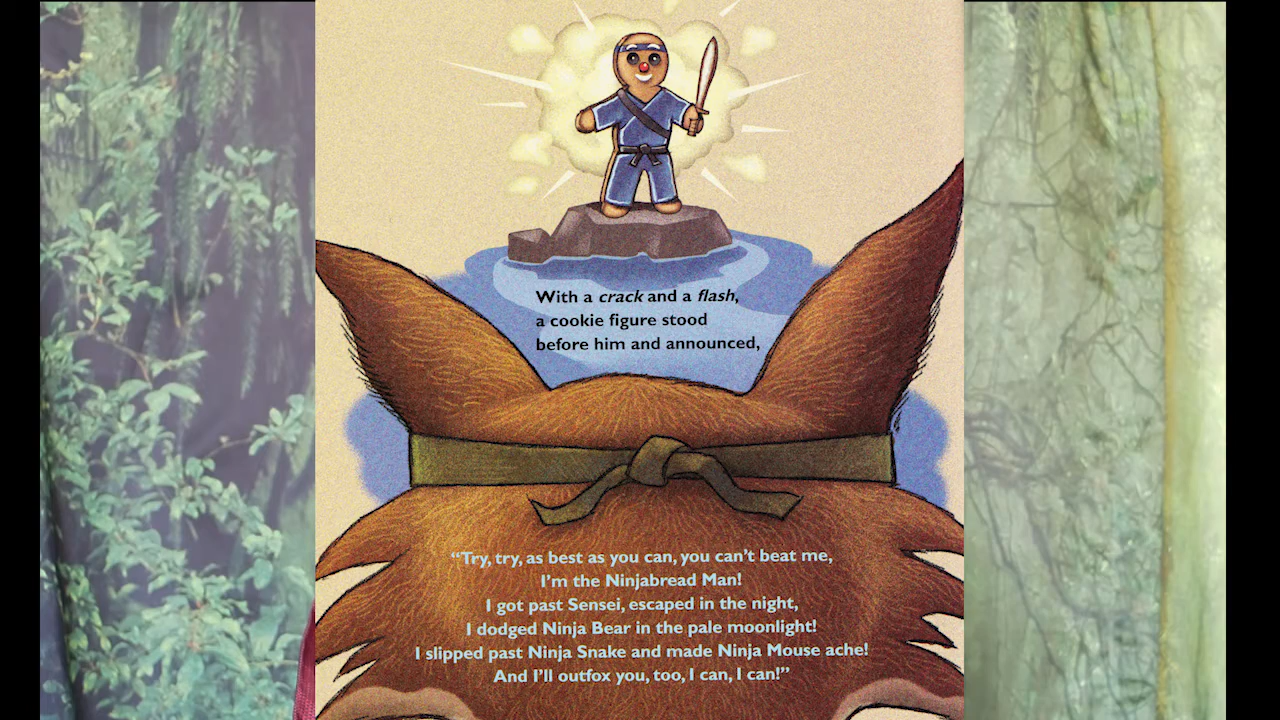 With a crack and a flash,
a cookie figure stood
before him and announced,
“Try, try, as best as you can, you can’t beat me,
I’m the Ninjabread Man!
I got past Sensei, escaped in the night,
I dodged Ninja Bear in the pale moonlight!
I slipped past Ninja Snake and made Ninja Mouse ache!
And I’ll outfox you, too, I can, I can!”